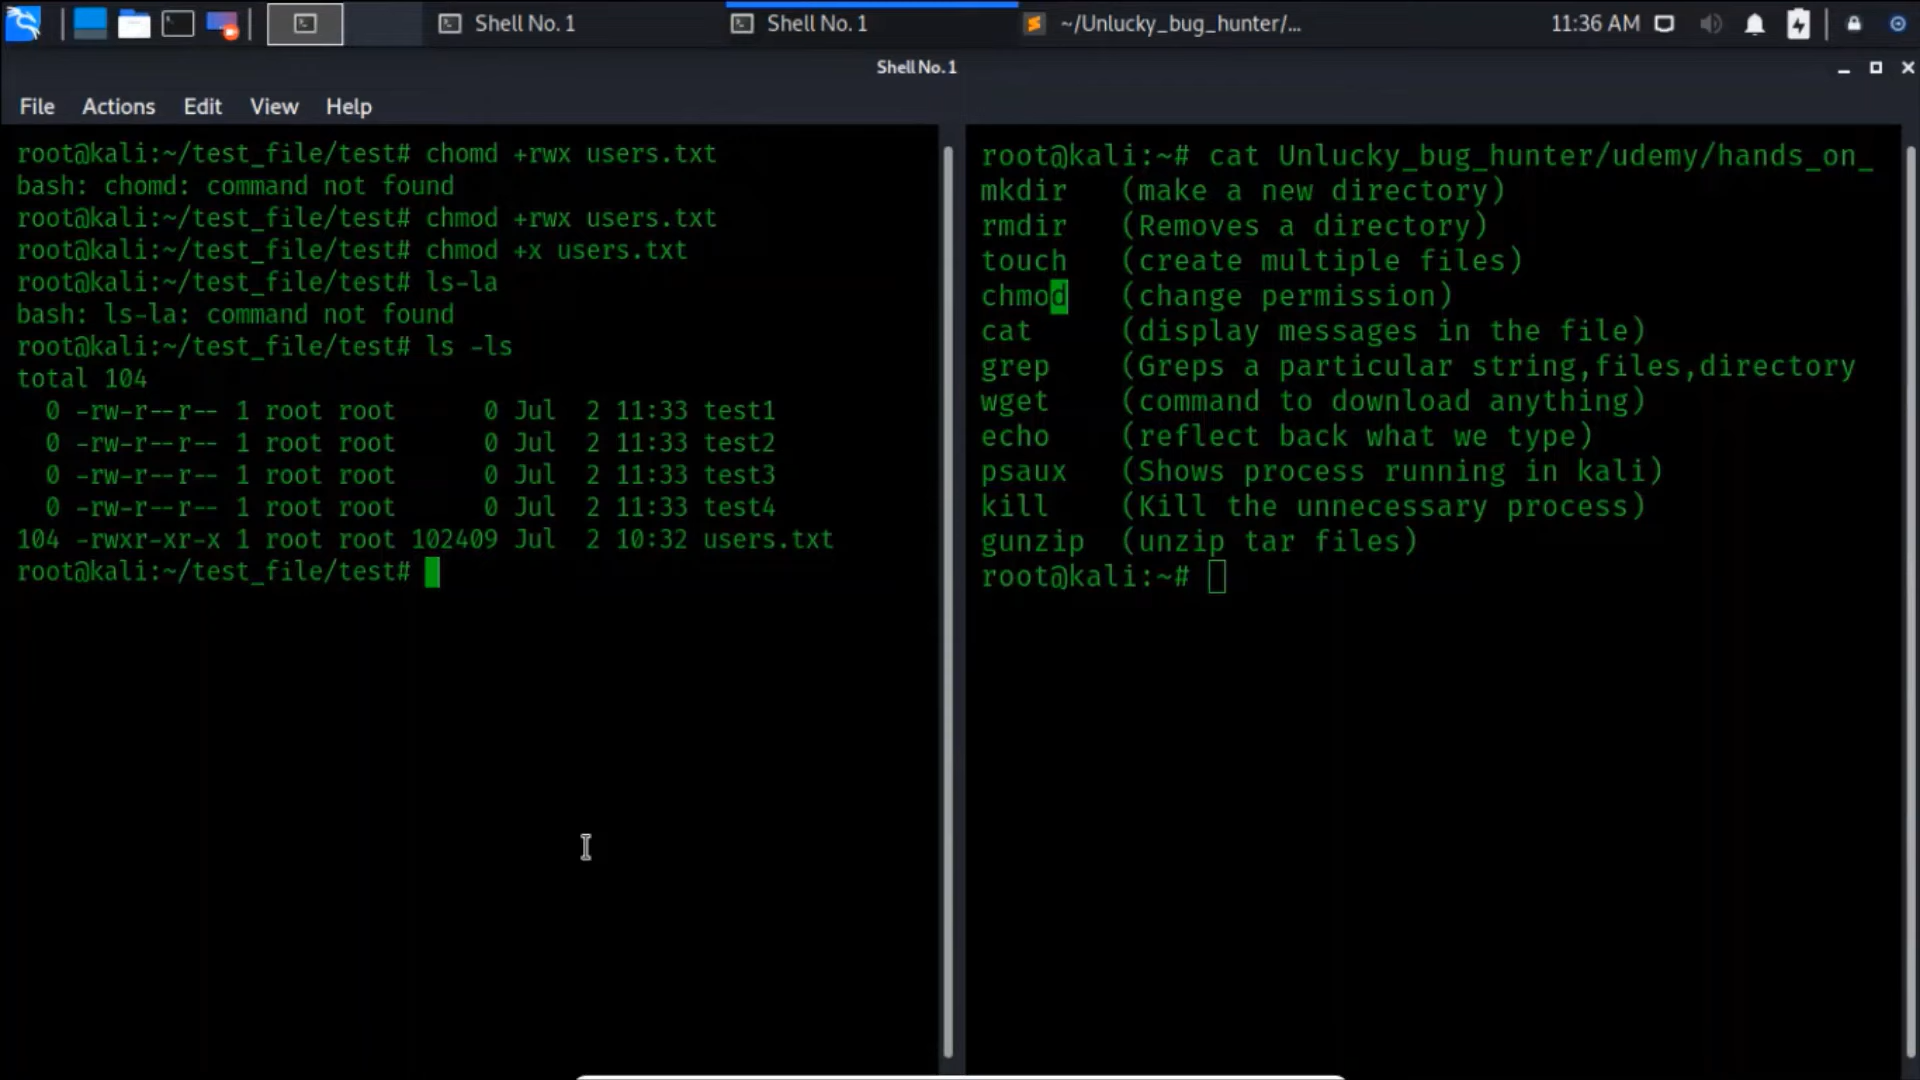 Shell No. 1
Shell No. 1
~/Unlucky_bug_hunter/...
11:36 AM
Shell No. 1
File Actions Edit View Help
root@kali:~/test_file/test# chomd +rwx users.txt
bash: chomd: command not found
root@kali:~/test_file/test# chmod +rwx users.txt
root@kali:~/test_file/test# chmod +x users.txt
root@kali:~/test_file/test# ls-la
bash: ls-la: command not found
root@kali:~/test_file/test# ls -ls
total 104
0 -rw-r--r-- 1 root root 0 Jul 2 11:33 test1
0 -rw-r--r-- 1 root root 0 Jul 2 11:33 test2
0 -rw-r--r-- 1 root root 0 Jul 2 11:33 test3
0 -rw-r--r-- 1 root root 0 Jul 2 11:33 test4
104 -rwxr-xr-x 1 root root 102409 Jul 2 10:32 users.txt
root@kali:~/test_file/test#
root@kali:~# cat Unlucky_bug_hunter/udemy/hands_on_
mkdir (make a new directory)
rmdir (Removes a directory)
touch (create multiple files)
chmod (change permission)
cat (display messages in the file)
grep (Greps a particular string,files,directory
wget (command to download anything)
echo (reflect back what we type)
psaux (Shows process running in kali)
kill (Kill the unnecessary process)
gunzip (unzip tar files)
root@kali:~#